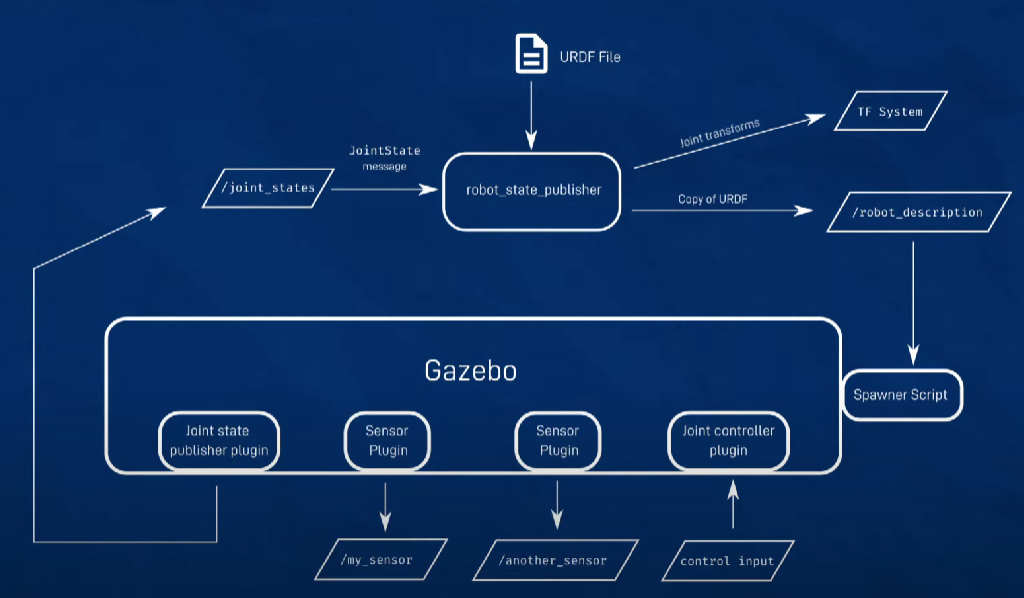 URDF File
TF System
Joint transforms
JointState
message
/joint_states
robot_state_publisher
Copy of URDF
/robot_description
Gazebo
Spawner Script
Joint state
publisher plugin
Sensor
Plugin
Sensor
Plugin
Joint controller
plugin
/my_sensor
/another_sensor
control input